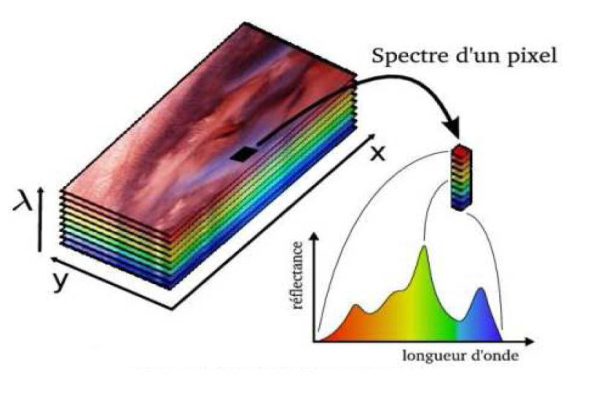 Spectre d'un pixel
λ
x
y
réflectance
longueur d'onde